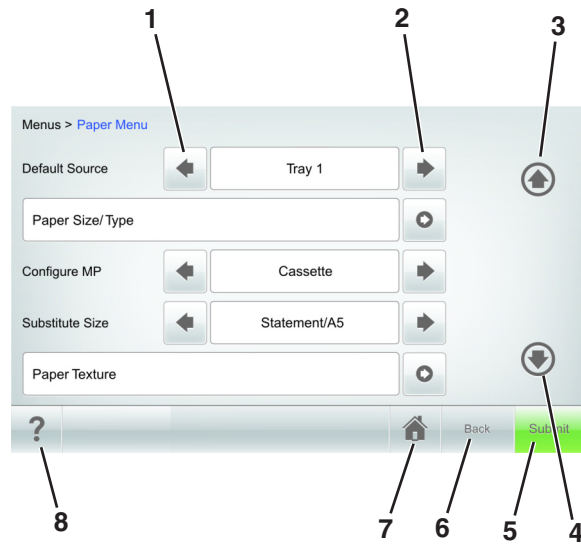 1 2 3
Menus > Paper Menu
Default Source Tray 1
Paper Size/Type
Configure MP Cassette
Substitute Size Statement/A5
Paper Texture
? Back Submit
8 7 6 5 4